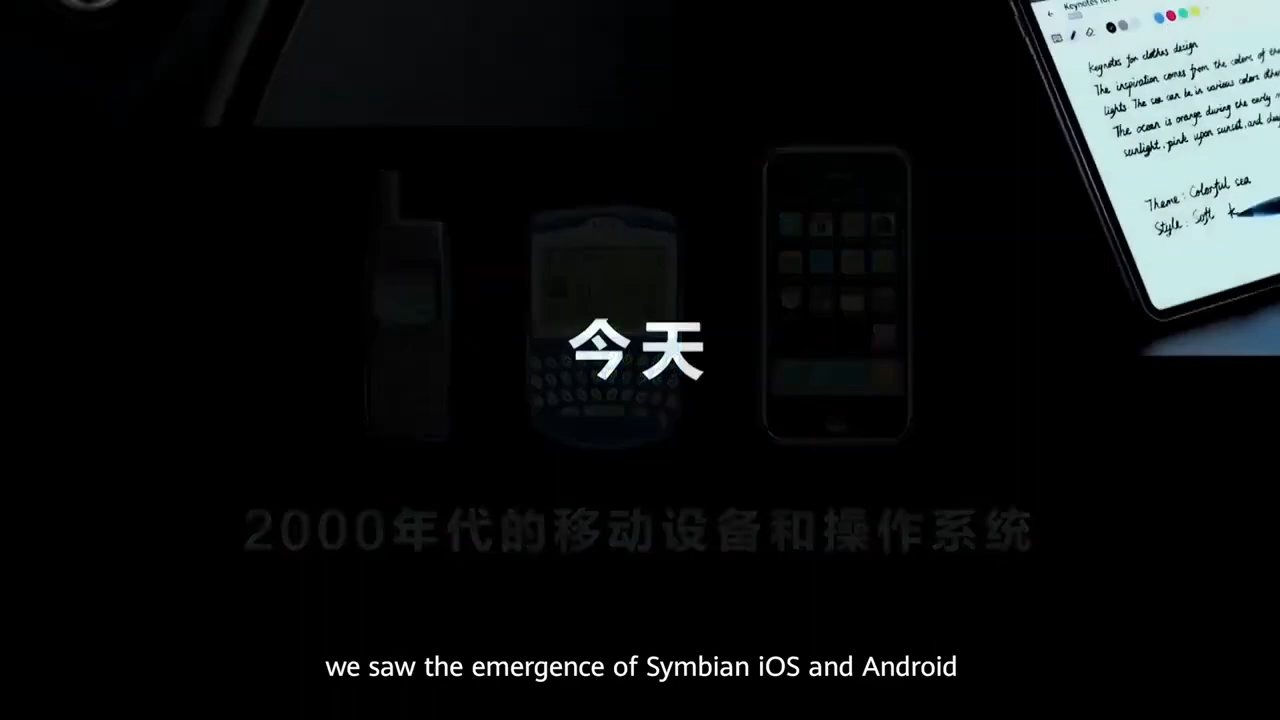 Keynotes for
Keynotes for clothes design
The inspiration comes from the colors of the
lights. The sea can be in various colors
The ocean is orange during the early
sunlight, pink upon sunset, and
Theme: Colorful sea
Style: Soft
今天
2000年代的移动设备和操作系统
we saw the emergence of Symbian iOS and Android